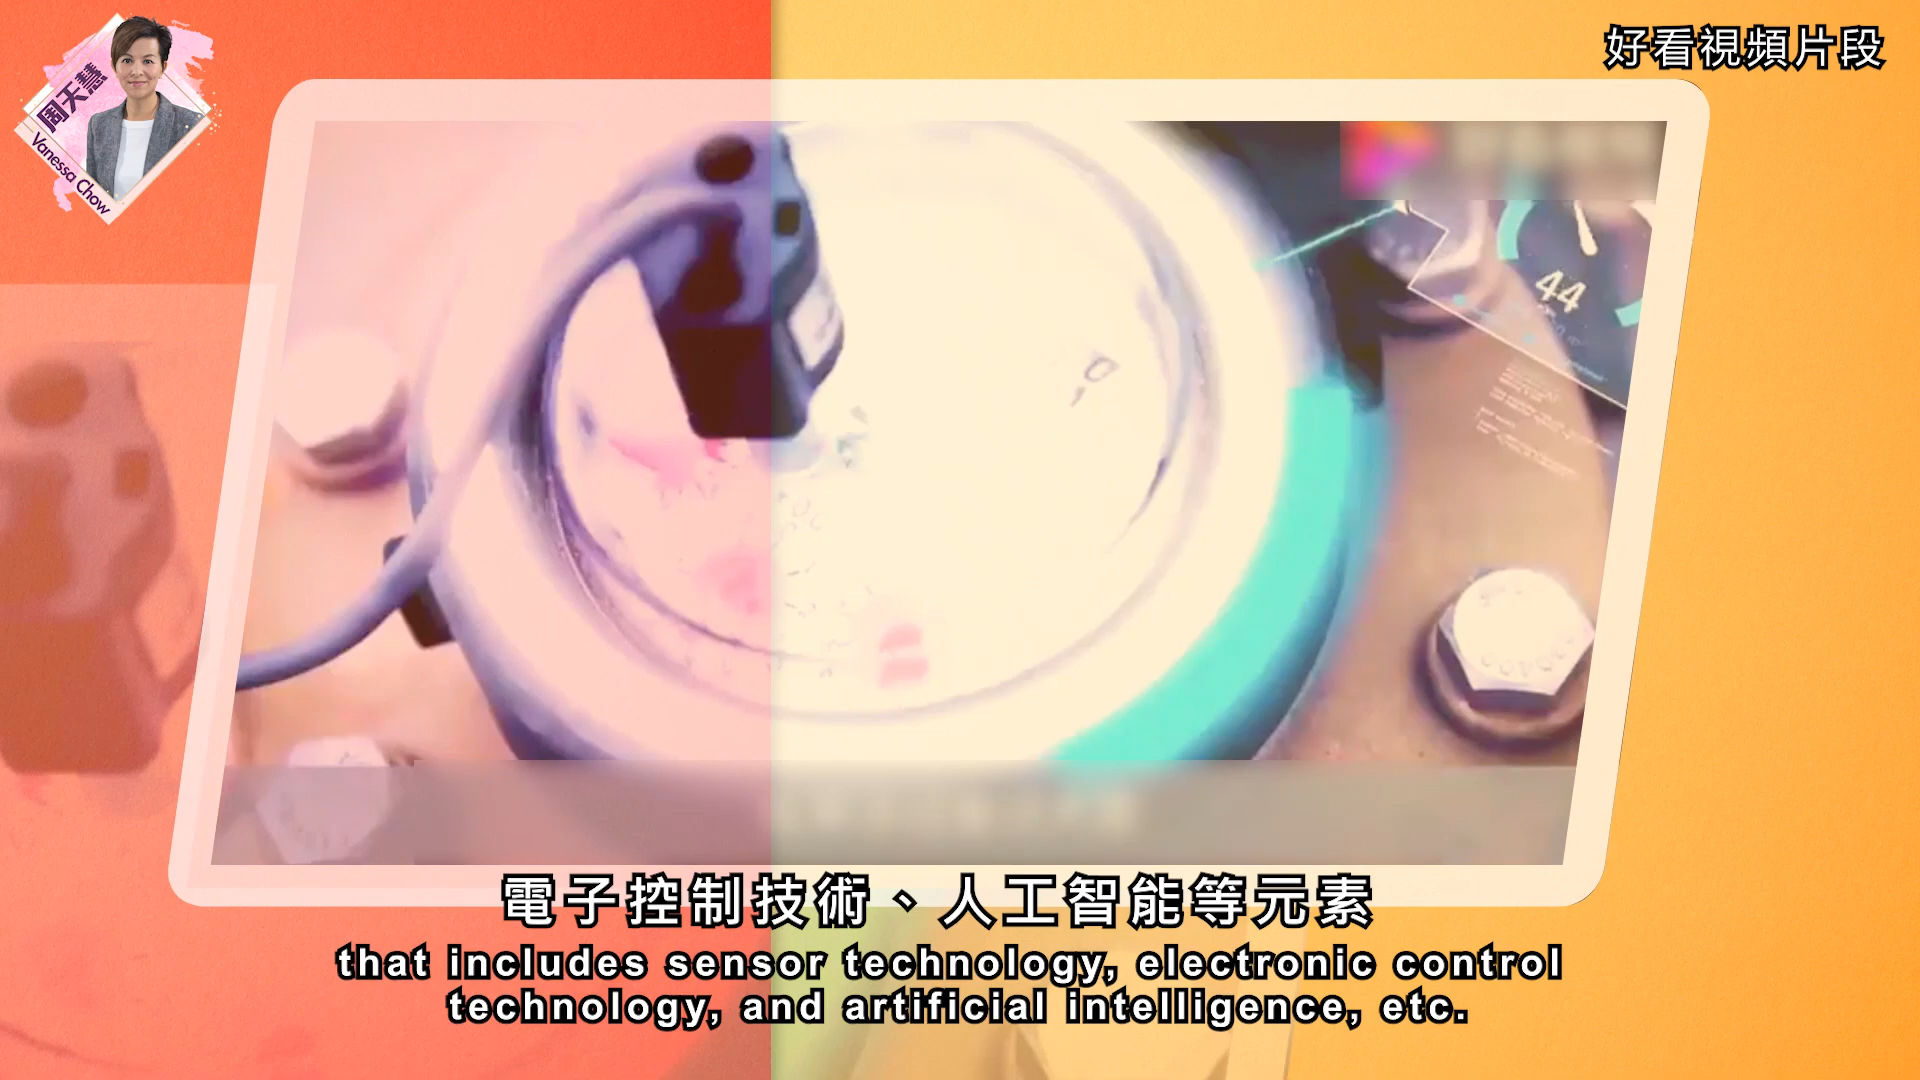 周天慧
Vanessa Chow
好看視頻片段
44
電子控制技術、人工智能等元素
that includes sensor technology, electronic control
technology, and artificial intelligence, etc.